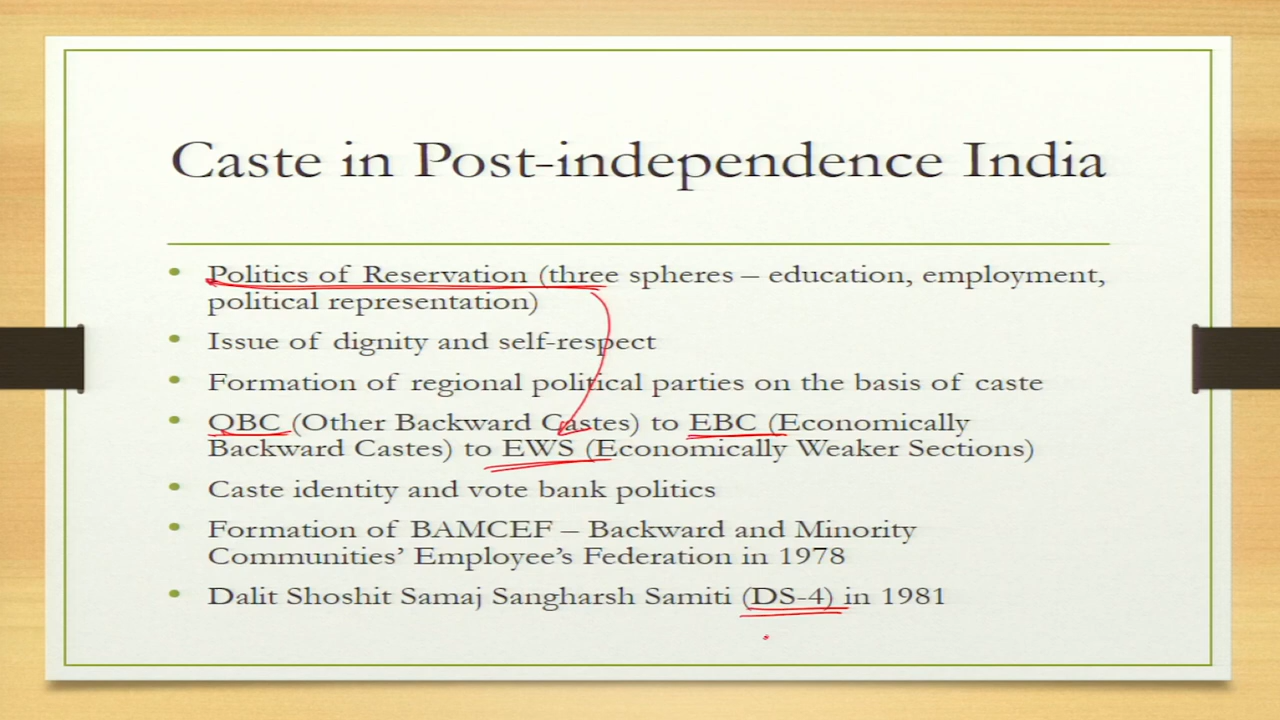 Caste in Post-independence India
• Politics of Reservation (three spheres – education, employment,
political representation)
• Issue of dignity and self-respect
• Formation of regional political parties on the basis of caste
• OBC (Other Backward Castes) to EBC (Economically
Backward Castes) to EWS (Economically Weaker Sections)
• Caste identity and vote bank politics
• Formation of BAMCEF – Backward and Minority
Communities’ Employee’s Federation in 1978
• Dalit Shoshit Samaj Sangharsh Samiti (DS-4) in 1981